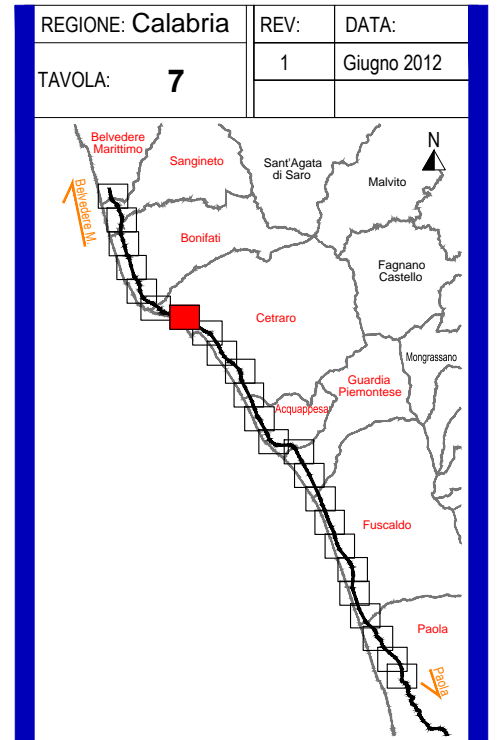 REGIONE: Calabria
REV:
DATA:
1
Giugno 2012
TAVOLA: 7
Belvedere
Marittimo
Sangineto
Sant'Agata
di Saro
N
Malvito
Belvedere M.
Bonifati
Fagnano
Castello
Cetraro
Mongrassano
Guardia
Piemontese
Acquappesa
Fuscaldo
Paola
Paola